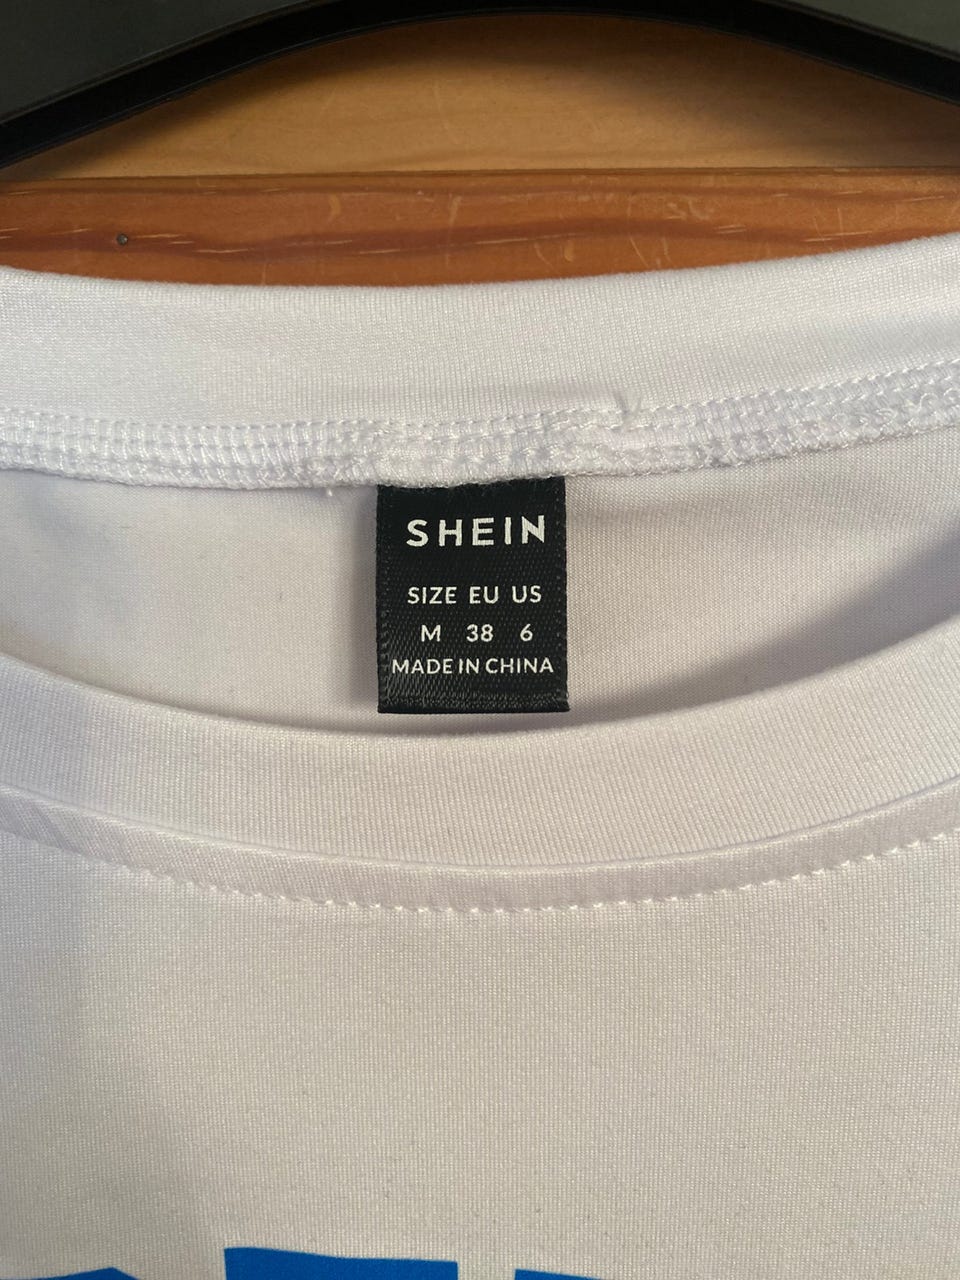 SHEIN
SIZE EU US
M 38 6
MADE IN CHINA